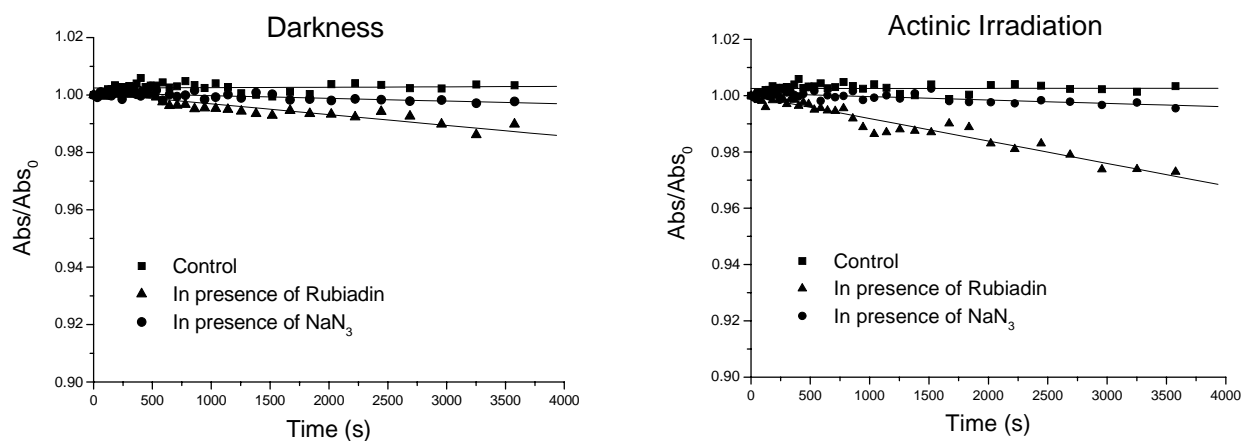 Darkness
1.02
1.00
0.98
0.96
0.94
0.92
0.90
Abs/Abs₀
Control
In presence of Rubiadin
In presence of NaN₃
0 500 1000 1500 2000 2500 3000 3500 4000
Time (s)
Actinic Irradiation
1.02
1.00
0.98
0.96
0.94
0.92
0.90
Abs/Abs₀
Control
In presence of Rubiadin
In presence of NaN₃
0 500 1000 1500 2000 2500 3000 3500 4000
Time (s)